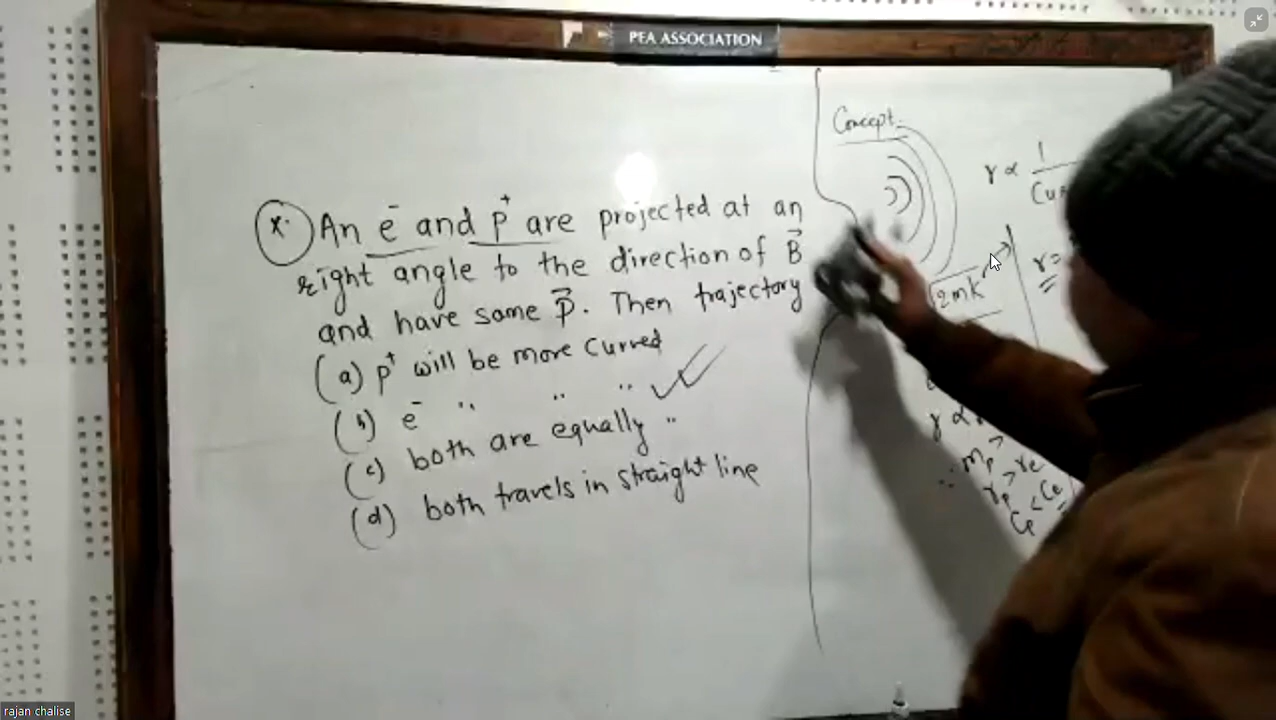 PEA ASSOCIATION
(x.) An e⁻ and p⁺ are projected at an
right angle to the direction of B⃗
and have same p⃗. Then trajectory
(a) p⁺ will be more curved
(b) e⁻ " " "
(c) both are equally "
(d) both travels in straight line
Concept.
r ∝ 1
r =
2mk
r ∝
∴ mp >
rp > re
Cp < Ce
rajan chalise